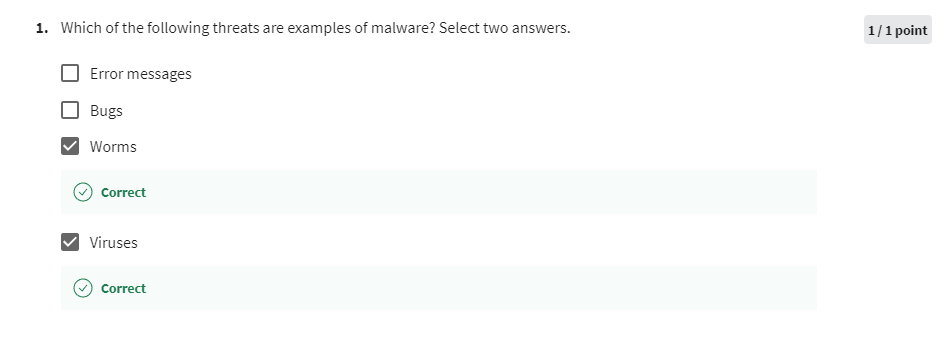 1. Which of the following threats are examples of malware? Select two answers.
1 / 1 point
Error messages
Bugs
Worms
Correct
Viruses
Correct